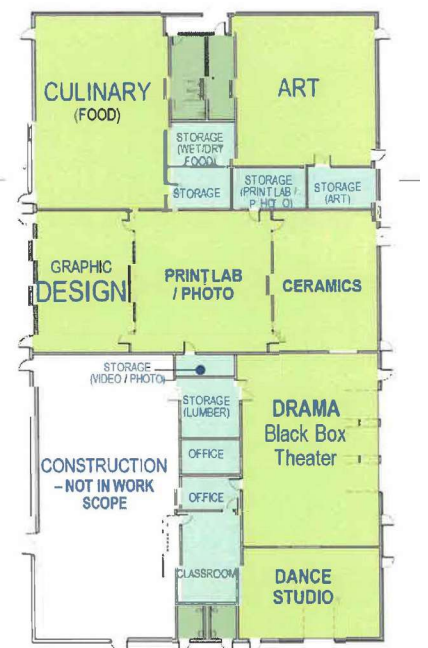 CULINARY
(FOOD)
ART
STORAGE
(WET/DRY
FOOD)
STORAGE
STORAGE
(PRINT LAB /
PHOTO)
STORAGE
(ART)
GRAPHIC
DESIGN
PRINT LAB
/ PHOTO
CERAMICS
STORAGE
(VIDEO / PHOTO)
STORAGE
(LUMBER)
DRAMA
Black Box
Theater
OFFICE
CONSTRUCTION
– NOT IN WORK
SCOPE
OFFICE
CLASSROOM
DANCE
STUDIO